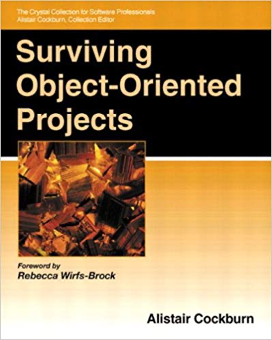 The Crystal Collection for Software Professionals
Alistair Cockburn, Collection Editor
Surviving
Object-Oriented
Projects
Foreword by
Rebecca Wirfs-Brock
Alistair Cockburn